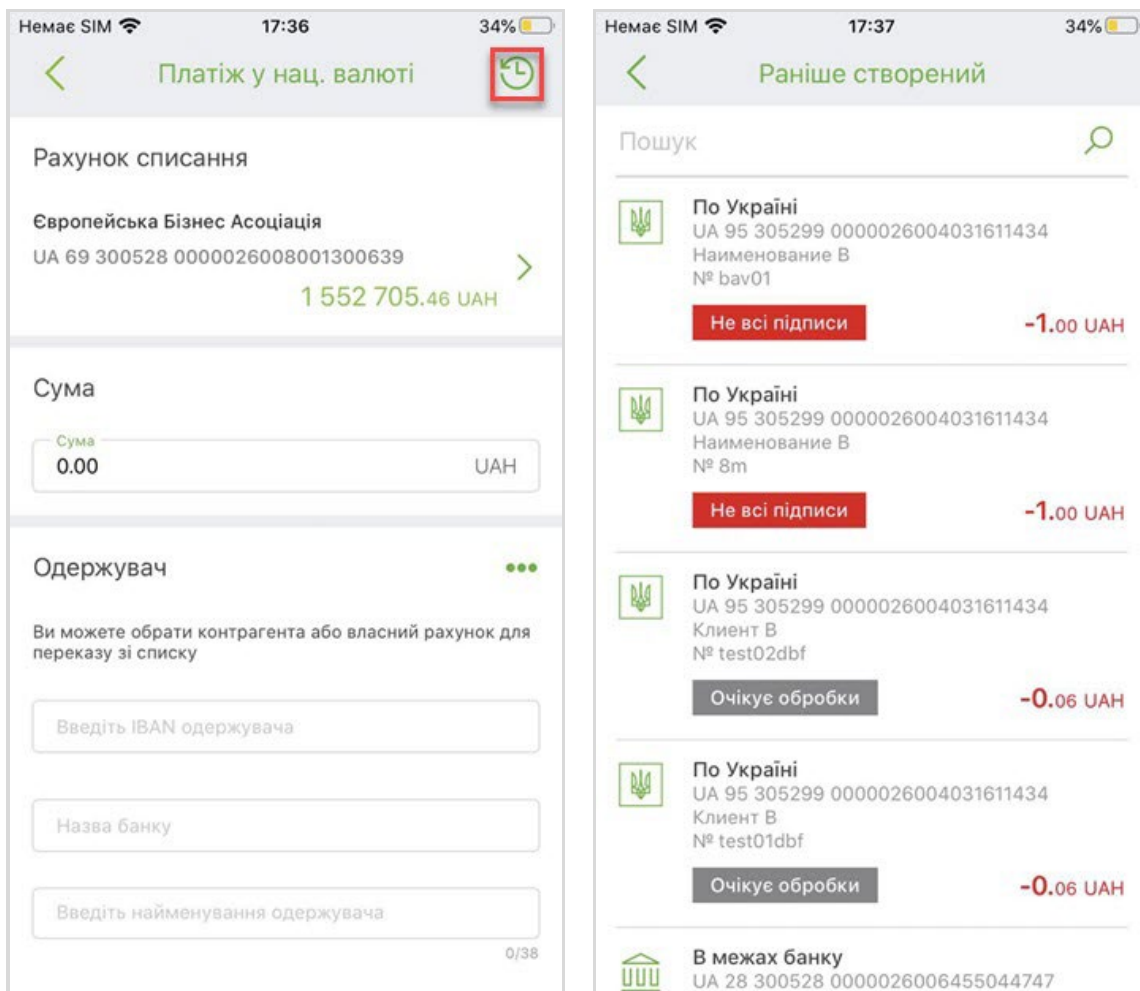 Немає SIM 17:36 34%
Платіж у нац. валюті
Рахунок списання
Європейська Бізнес Асоціація
UA 69 300528 0000026008001300639
1 552 705.46 UAH
Сума
Сума
0.00 UAH
Одержувач
Ви можете обрати контрагента або власний рахунок для
переказу зі списку
Введіть IBAN одержувача
Назва банку
Введіть найменування одержувача
0/38
Немає SIM 17:37 34%
Раніше створений
Пошук
По Україні
UA 95 305299 0000026004031611434
Наименование В
№ bav01
Не всі підписи -1.00 UAH
По Україні
UA 95 305299 0000026004031611434
Наименование В
№ 8m
Не всі підписи -1.00 UAH
По Україні
UA 95 305299 0000026004031611434
Клиент В
№ test02dbf
Очікує обробки -0.06 UAH
По Україні
UA 95 305299 0000026004031611434
Клиент В
№ test01dbf
Очікує обробки -0.06 UAH
В межах банку
UA 28 300528 0000026006455044747